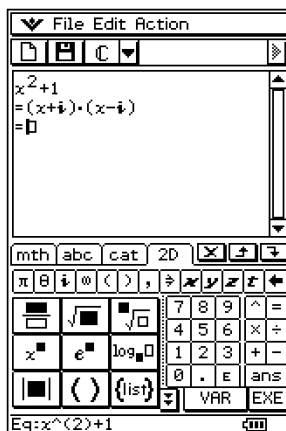 File Edit Action
ℂ
x²+1
=(x+i)·(x-i)
=▯
mth abc cat 2D
π θ i ∞ ( ) , ⇒ x y z t ←
√■ ■√□ 7 8 9 ^ =
4 5 6 × ÷
x■ e■ log■□ 1 2 3 + -
|■| ( ) {list} 0 . E ans
VAR EXE
Eq:x^(2)+1